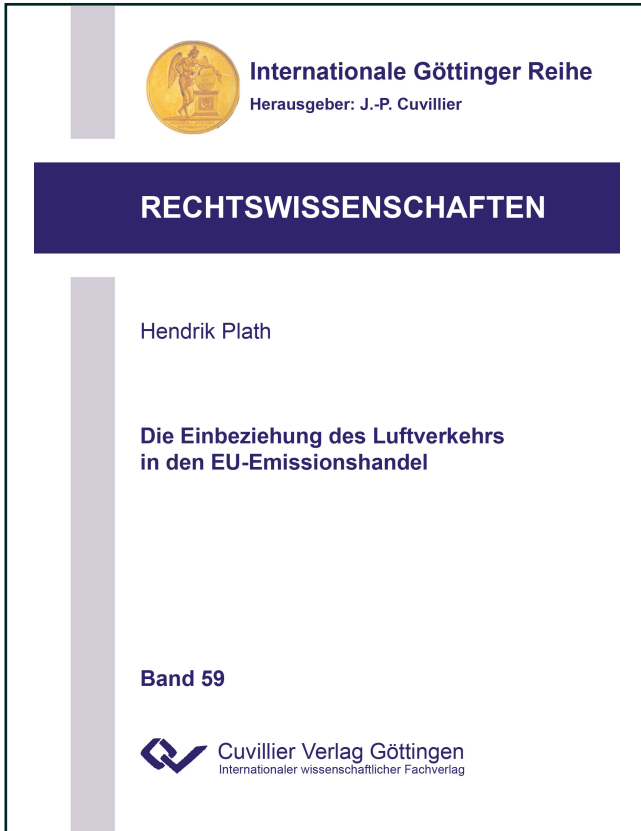 Internationale Göttinger Reihe
Herausgeber: J.-P. Cuvillier
RECHTSWISSENSCHAFTEN
Hendrik Plath
Die Einbeziehung des Luftverkehrs
in den EU-Emissionshandel
Band 59
Cuvillier Verlag Göttingen
Internationaler wissenschaftlicher Fachverlag